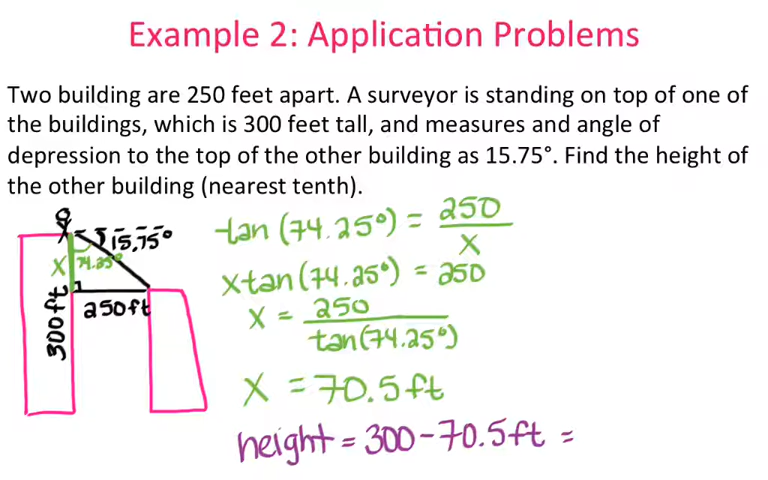 Example 2: Application Problems
Two building are 250 feet apart. A surveyor is standing on top of one of
the buildings, which is 300 feet tall, and measures and angle of
depression to the top of the other building as 15.75°. Find the height of
the other building (nearest tenth).
15.75°
X
74.25°
300ft
250ft
tan (74.25°) = 250/X
xtan(74.25°) = 250
X = 250/tan(74.25°)
X = 70.5ft
height = 300 - 70.5ft =